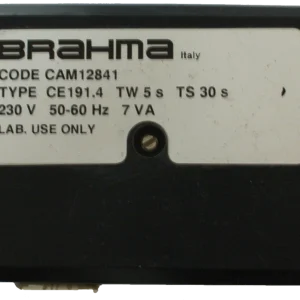 BRAHMA Italy
CODE CAM12841
TYPE CE191.4 TW 5 s TS 30 s
230 V 50-60 Hz 7 VA
LAB. USE ONLY